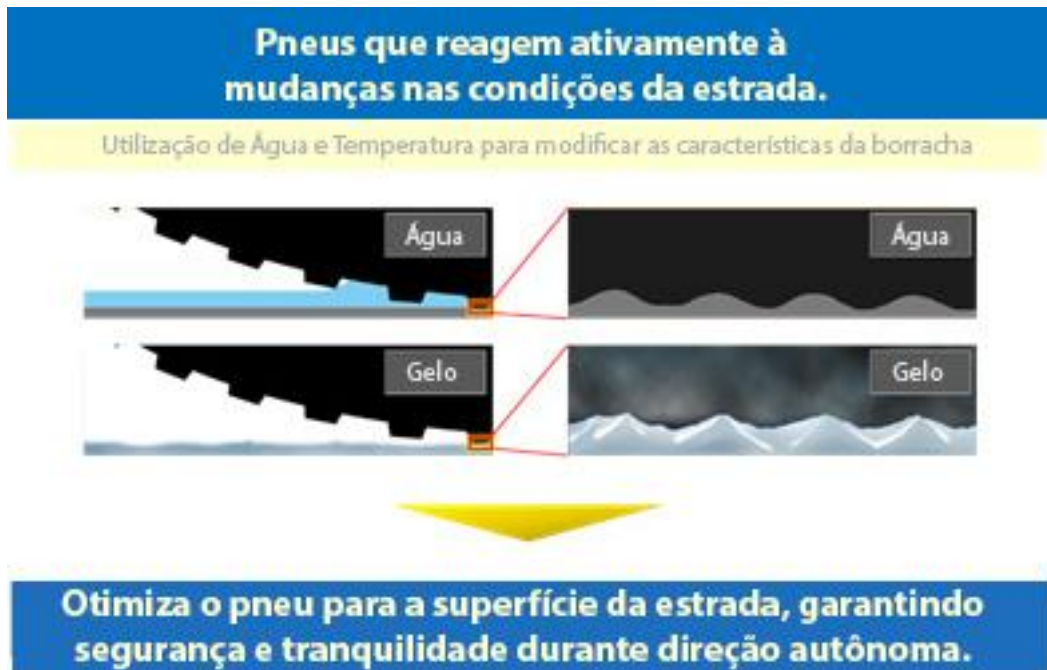 Pneus que reagem ativamente à
mudanças nas condições da estrada.
Utilização de Água e Temperatura para modificar as características da borracha
Água
Água
Gelo
Gelo
Otimiza o pneu para a superfície da estrada, garantindo
segurança e tranquilidade durante direção autônoma.